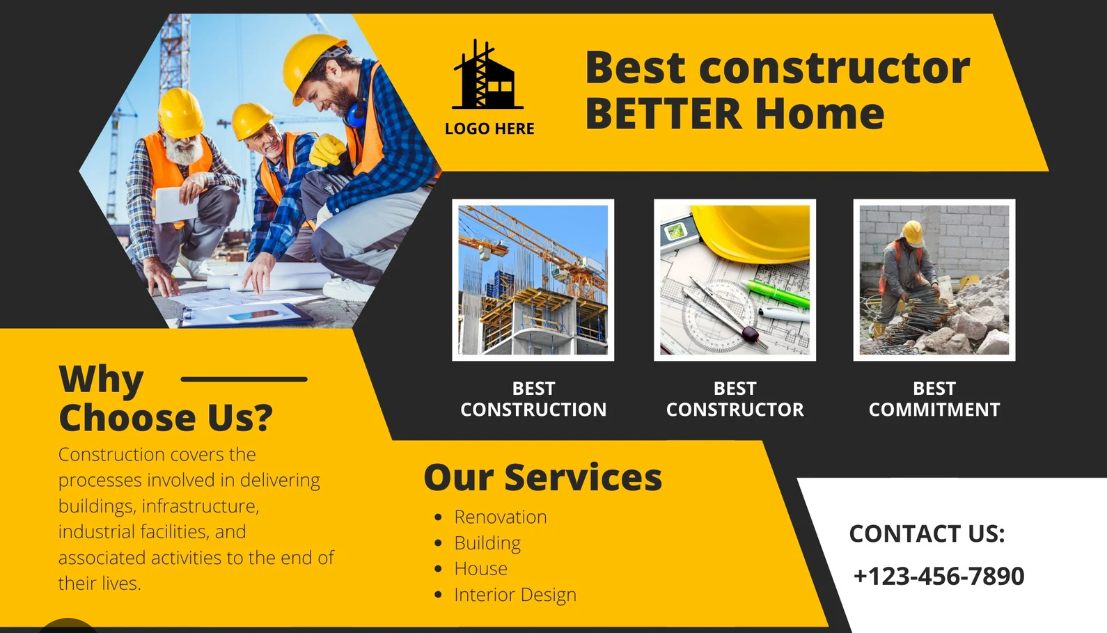 LOGO HERE
Best constructor
BETTER Home
BEST
CONSTRUCTION
BEST
CONSTRUCTOR
BEST
COMMITMENT
Why
Choose Us?
Construction covers the
processes involved in delivering
buildings, infrastructure,
industrial facilities, and
associated activities to the end of
their lives.
Our Services
• Renovation
• Building
• House
• Interior Design
CONTACT US:
+123-456-7890